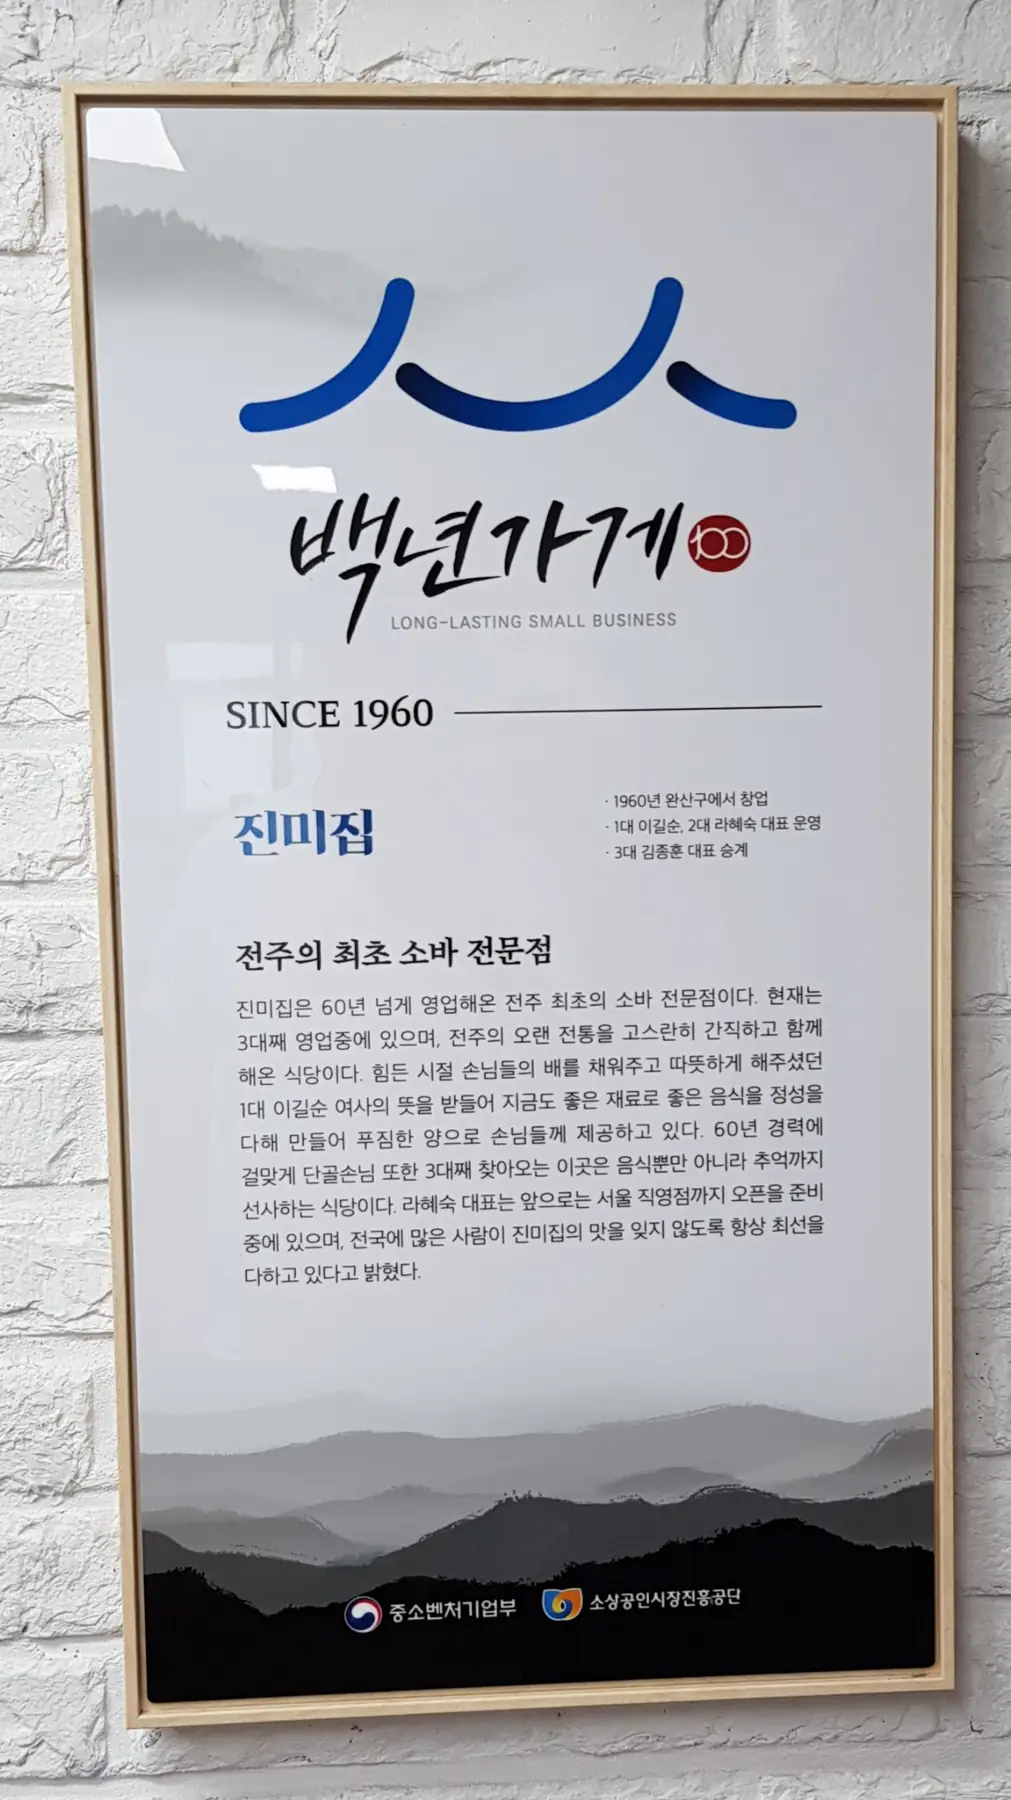 백년가게 100
LONG-LASTING SMALL BUSINESS
SINCE 1960
진미집
· 1960년 완산구에서 창업
· 1대 이길순, 2대 라혜숙 대표 운영
· 3대 김종훈 대표 승계
전주의 최초 소바 전문점
진미집은 60년 넘게 영업해온 전주 최초의 소바 전문점이다. 현재는
3대째 영업중에 있으며, 전주의 오랜 전통을 고스란히 간직하고 함께
해온 식당이다. 힘든 시절 손님들의 배를 채워주고 따뜻하게 해주셨던
1대 이길순 여사의 뜻을 받들어 지금도 좋은 재료로 좋은 음식을 정성을
다해 만들어 푸짐한 양으로 손님들께 제공하고 있다. 60년 경력에
걸맞게 단골손님 또한 3대째 찾아오는 이곳은 음식뿐만 아니라 추억까지
선사하는 식당이다. 라혜숙 대표는 앞으로는 서울 직영점까지 오픈을 준비
중에 있으며, 전국에 많은 사람이 진미집의 맛을 잊지 않도록 항상 최선을
다하고 있다고 밝혔다.
중소벤처기업부 소상공인시장진흥공단